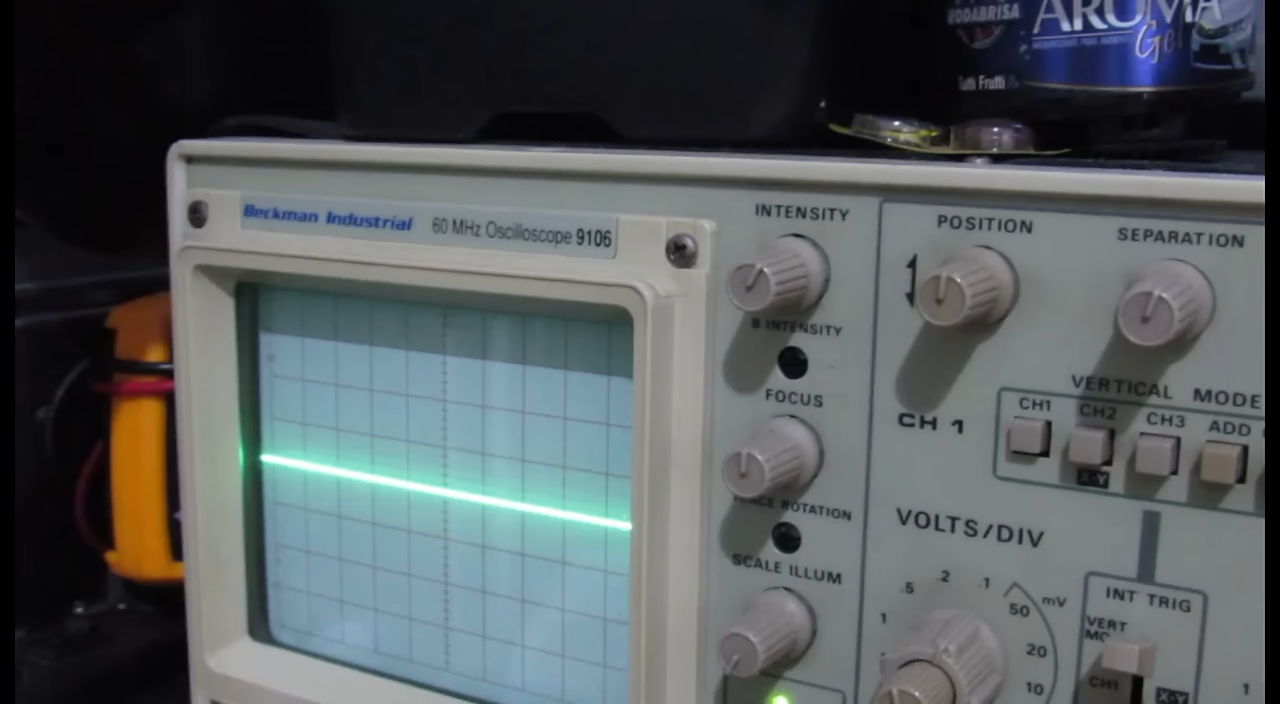 RODABRISA
AROMA
Gel
Tutti Frutti
Beckman Industrial 60 MHz Oscilloscope 9106
INTENSITY
POSITION
SEPARATION
B INTENSITY
FOCUS
VERTICAL MODE
CH1
CH2
CH3
ADD
X-Y
CH 1
TRACE ROTATION
VOLTS/DIV
SCALE ILLUM
.5
.2
.1
mV
50
1
20
10
INT TRIG
VERT
CH1
X-Y
1